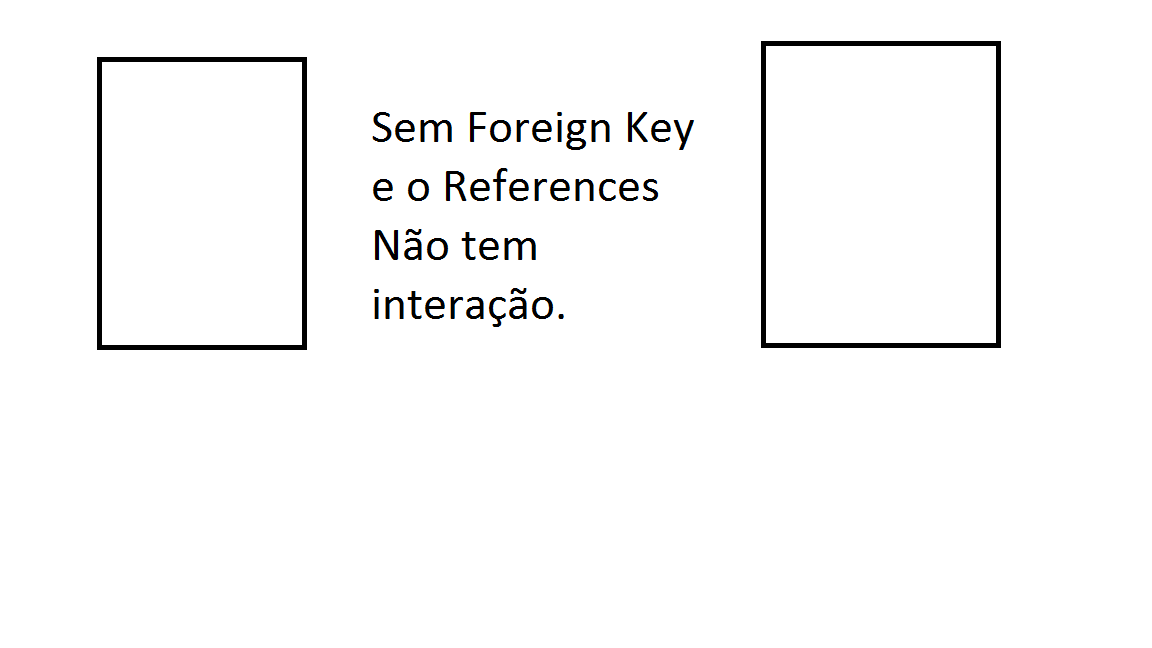 Sem Foreign Key
e o References
Não tem
interação.